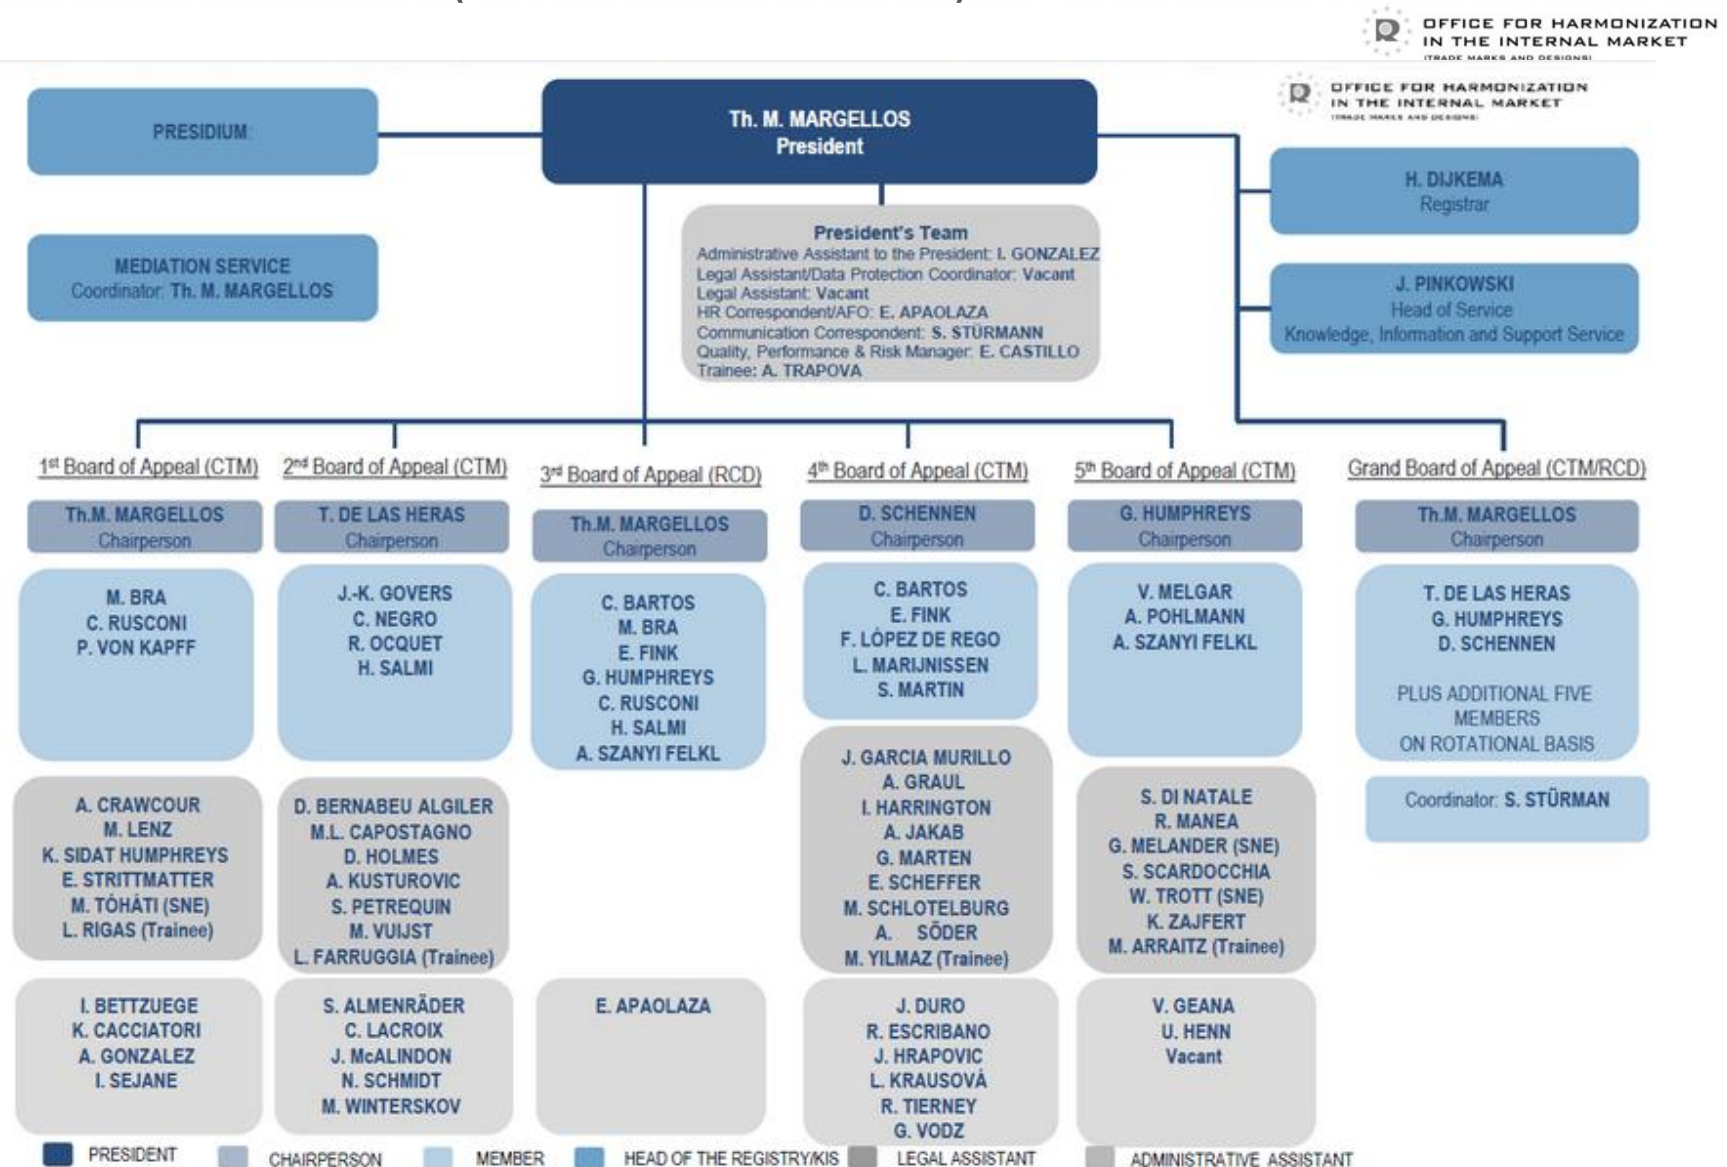 OFFICE FOR HARMONIZATION
IN THE INTERNAL MARKET
(TRADE MARKS AND DESIGNS)
OFFICE FOR HARMONIZATION
IN THE INTERNAL MARKET
(TRADE MARKS AND DESIGNS)
PRESIDIUM
Th. M. MARGELLOS
President
H. DIJKEMA
Registrar
MEDIATION SERVICE
Coordinator: Th. M. MARGELLOS
President's Team
Administrative Assistant to the President: I. GONZALEZ
Legal Assistant/Data Protection Coordinator: Vacant
Legal Assistant: Vacant
HR Correspondent/AFO: E. APAOLAZA
Communication Correspondent: S. STÜRMANN
Quality, Performance & Risk Manager: E. CASTILLO
Trainee: A. TRAPOVA
J. PINKOWSKI
Head of Service
Knowledge, Information and Support Service
1st Board of Appeal (CTM)
Th.M. MARGELLOS
Chairperson
M. BRA
C. RUSCONI
P. VON KAPFF
A. CRAWCOUR
M. LENZ
K. SIDAT HUMPHREYS
E. STRITTMATTER
M. TÓHÁTI (SNE)
L. RIGAS (Trainee)
I. BETTZUEGE
K. CACCIATORI
A. GONZALEZ
I. SEJANE
2nd Board of Appeal (CTM)
T. DE LAS HERAS
Chairperson
J.-K. GOVERS
C. NEGRO
R. OCQUET
H. SALMI
D. BERNABEU ALGILER
M.L. CAPOSTAGNO
D. HOLMES
A. KUSTUROVIC
S. PETREQUIN
M. VUIJST
L. FARRUGGIA (Trainee)
S. ALMENRÄDER
C. LACROIX
J. McALINDON
N. SCHMIDT
M. WINTERSKOV
3rd Board of Appeal (RCD)
Th.M. MARGELLOS
Chairperson
C. BARTOS
M. BRA
E. FINK
G. HUMPHREYS
C. RUSCONI
H. SALMI
A. SZANYI FELKL
E. APAOLAZA
4th Board of Appeal (CTM)
D. SCHENNEN
Chairperson
C. BARTOS
E. FINK
F. LÓPEZ DE REGO
L. MARIJNISSEN
S. MARTIN
J. GARCIA MURILLO
A. GRAUL
I. HARRINGTON
A. JAKAB
G. MARTEN
E. SCHEFFER
M. SCHLOTELBURG
A. SÖDER
M. YILMAZ (Trainee)
J. DURO
R. ESCRIBANO
J. HRAPOVIC
L. KRAUSOVÁ
R. TIERNEY
G. VODZ
5th Board of Appeal (CTM)
G. HUMPHREYS
Chairperson
V. MELGAR
A. POHLMANN
A. SZANYI FELKL
S. DI NATALE
R. MANEA
G. MELANDER (SNE)
S. SCARDOCCHIA
W. TROTT (SNE)
K. ZAJFERT
M. ARRAITZ (Trainee)
V. GEANA
U. HENN
Vacant
Grand Board of Appeal (CTM/RCD)
Th.M. MARGELLOS
Chairperson
T. DE LAS HERAS
G. HUMPHREYS
D. SCHENNEN
PLUS ADDITIONAL FIVE
MEMBERS
ON ROTATIONAL BASIS
Coordinator: S. STÜRMAN
PRESIDENT
CHAIRPERSON
MEMBER
HEAD OF THE REGISTRY/KIS
LEGAL ASSISTANT
ADMINISTRATIVE ASSISTANT